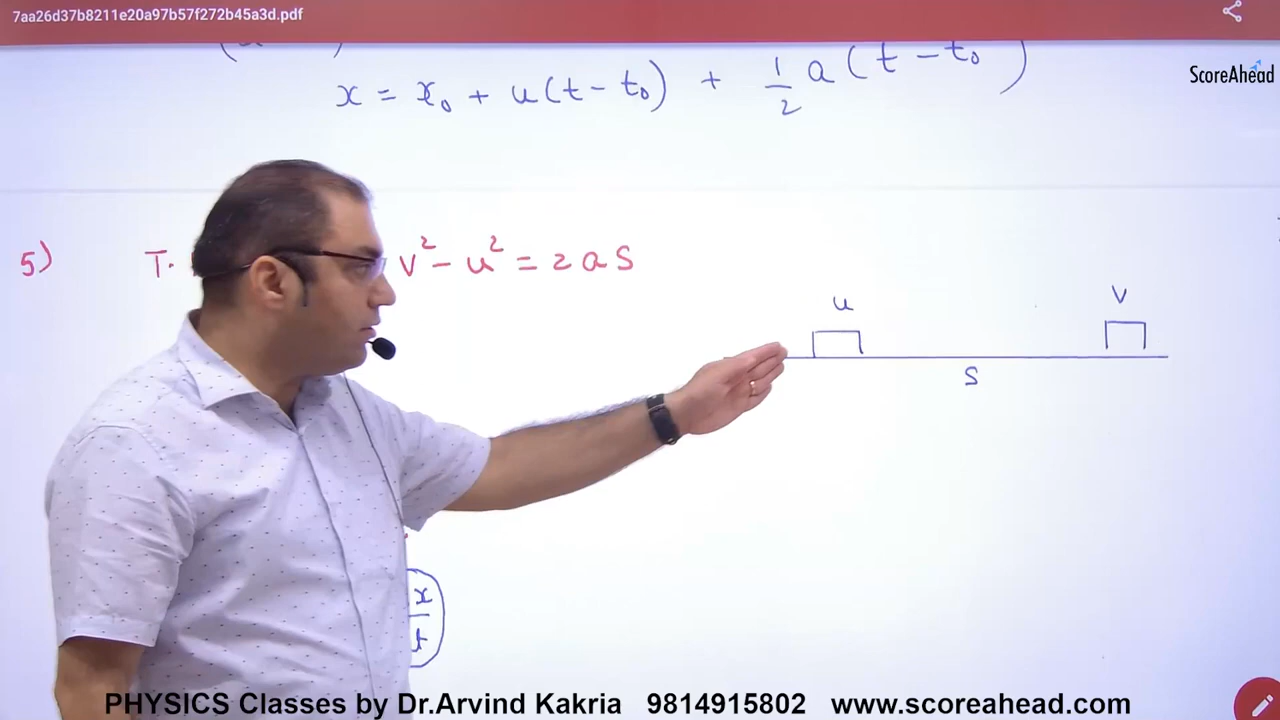 7aa26d37b8211e20a97b57f272b45a3d.pdf
ScoreAhead
x = x₀ + u(t - t₀) + 1/2 a (t - t₀)
5) T. v² - u² = 2as
u
v
s
x
t
PHYSICS Classes by Dr.Arvind Kakria 9814915802 www.scoreahead.com